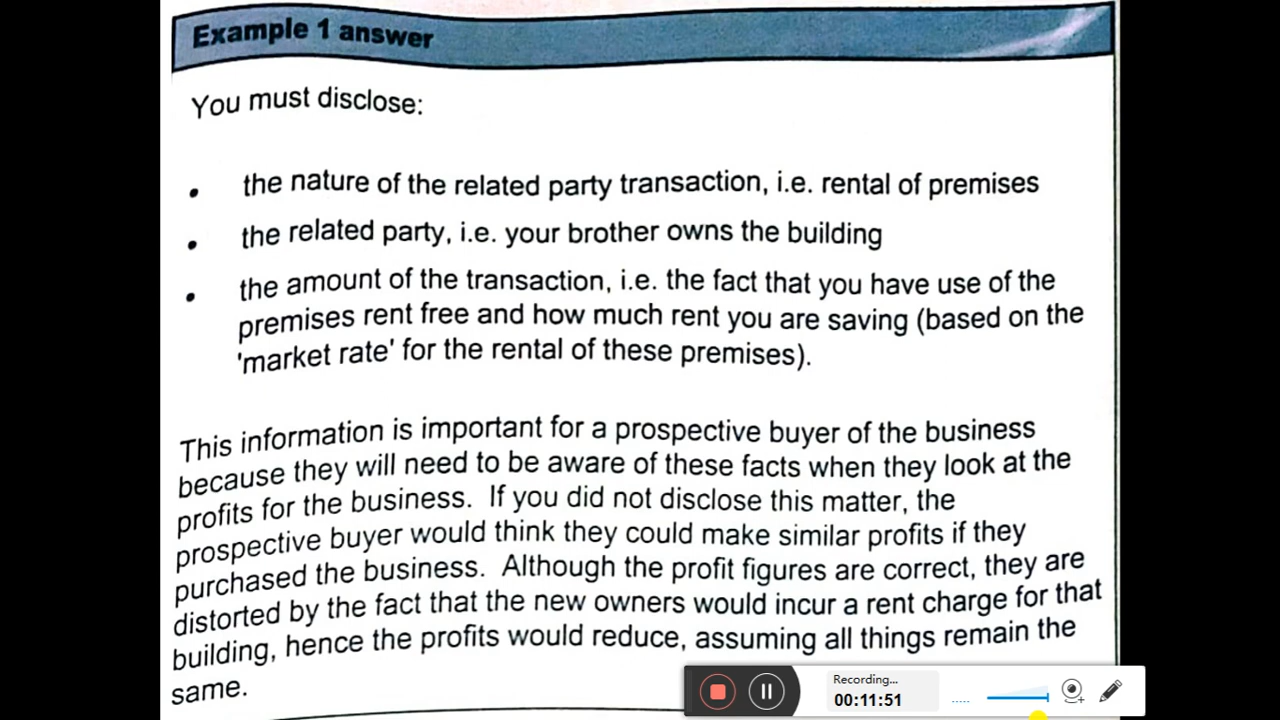 Example 1 answer
You must disclose:
• the nature of the related party transaction, i.e. rental of premises
• the related party, i.e. your brother owns the building
• the amount of the transaction, i.e. the fact that you have use of the
premises rent free and how much rent you are saving (based on the
'market rate' for the rental of these premises).
This information is important for a prospective buyer of the business
because they will need to be aware of these facts when they look at the
profits for the business. If you did not disclose this matter, the
prospective buyer would think they could make similar profits if they
purchased the business. Although the profit figures are correct, they are
distorted by the fact that the new owners would incur a rent charge for that
building, hence the profits would reduce, assuming all things remain the
same.
Recording...
00:11:51